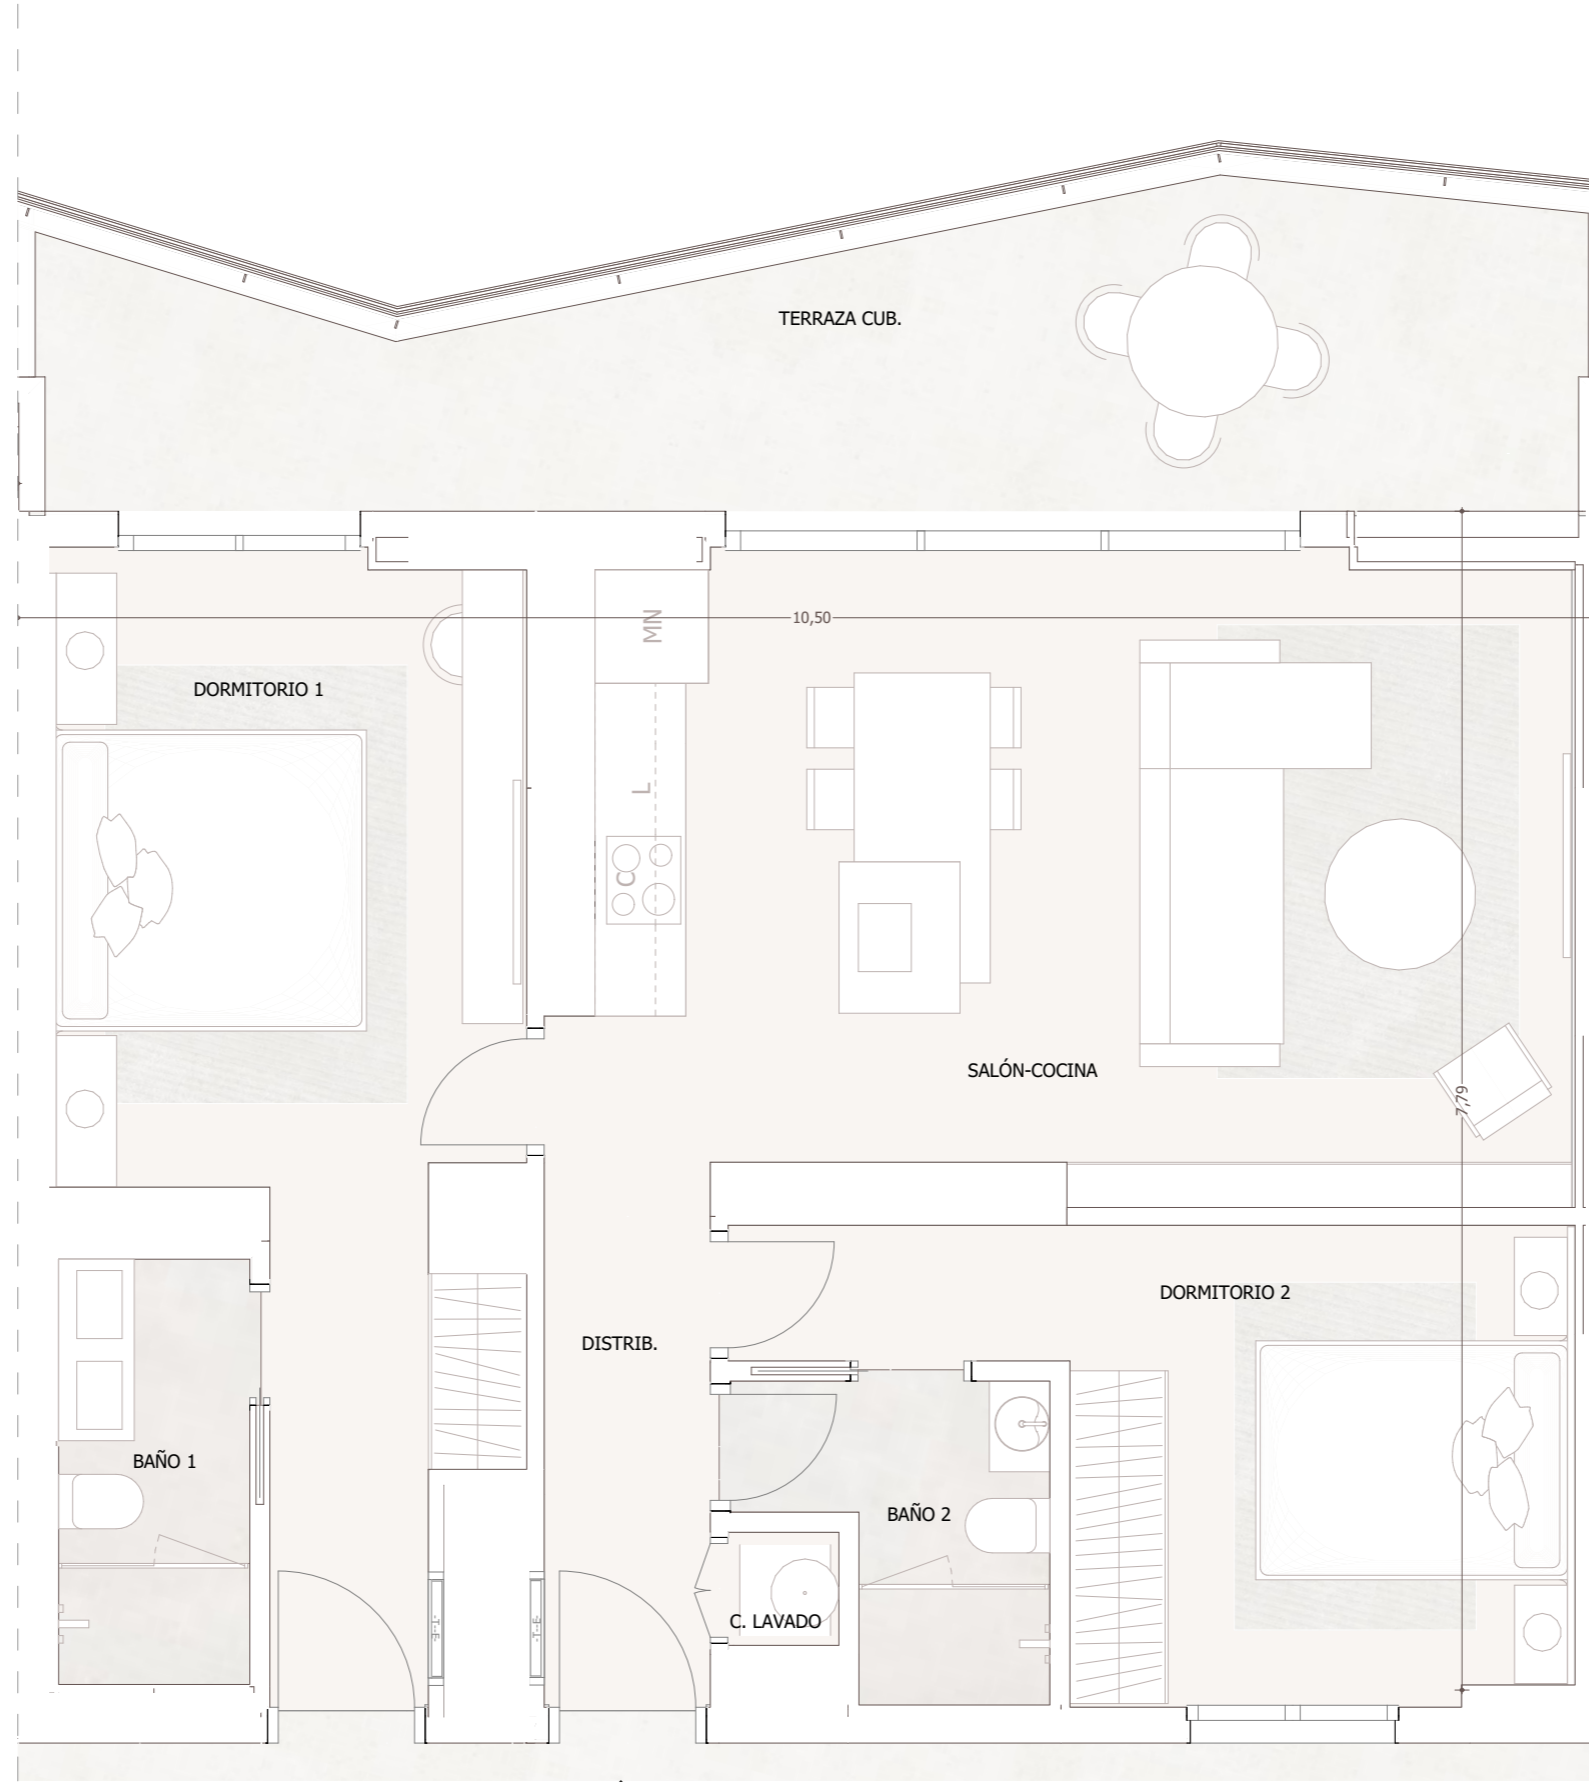 TERRAZA CUB.
10,50
MN
DORMITORIO 1
L
C
SALÓN-COCINA
7,79
DORMITORIO 2
DISTRIB.
BAÑO 1
BAÑO 2
C. LAVADO